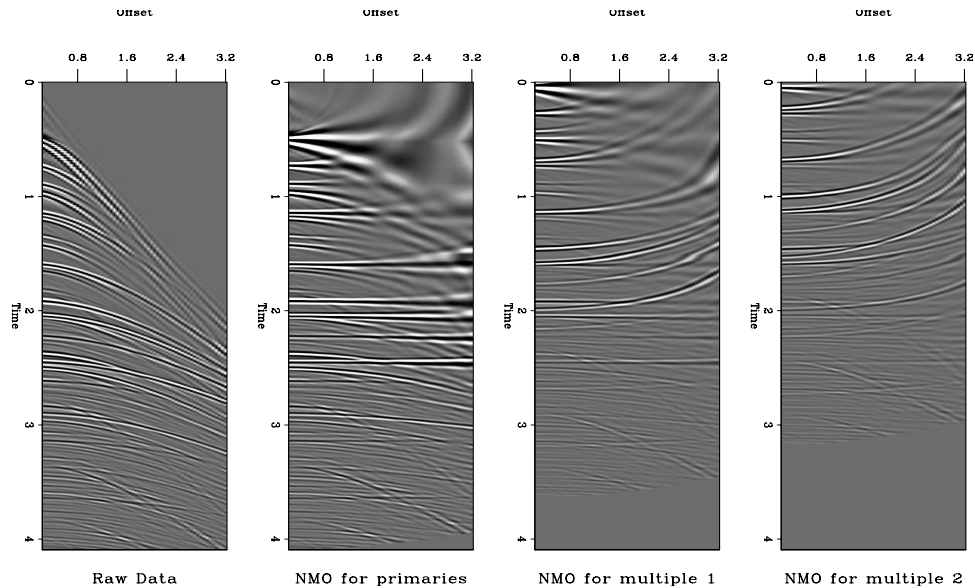 Offset Offset Offset Offset
0.8 1.6 2.4 3.2 0.8 1.6 2.4 3.2 0.8 1.6 2.4 3.2 0.8 1.6 2.4 3.2
0 0 0 0
1 1 1 1
Time Time Time Time
2 2 2 2
3 3 3 3
4 4 4 4
Raw Data NMO for primaries NMO for multiple 1 NMO for multiple 2